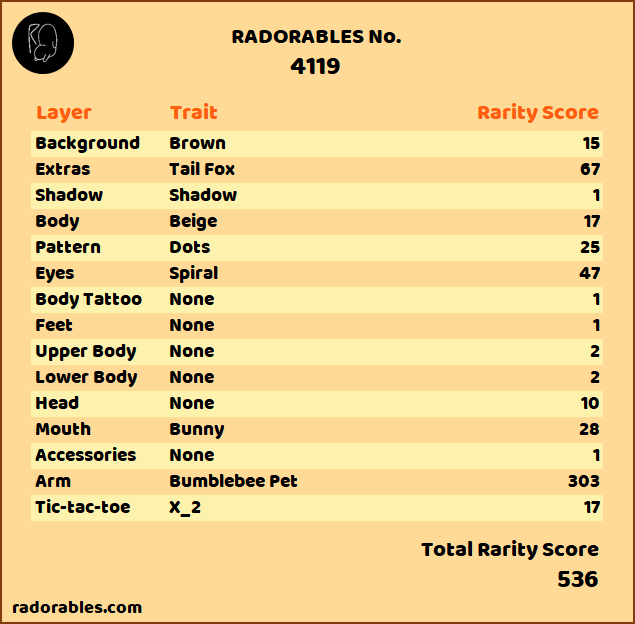 RADORABLES No.
4119
Layer Trait Rarity Score
Background Brown 15
Extras Tail Fox 67
Shadow Shadow 1
Body Beige 17
Pattern Dots 25
Eyes Spiral 47
Body Tattoo None 1
Feet None 1
Upper Body None 2
Lower Body None 2
Head None 10
Mouth Bunny 28
Accessories None 1
Arm Bumblebee Pet 303
Tic-tac-toe X_2 17
Total Rarity Score
536
radorables.com